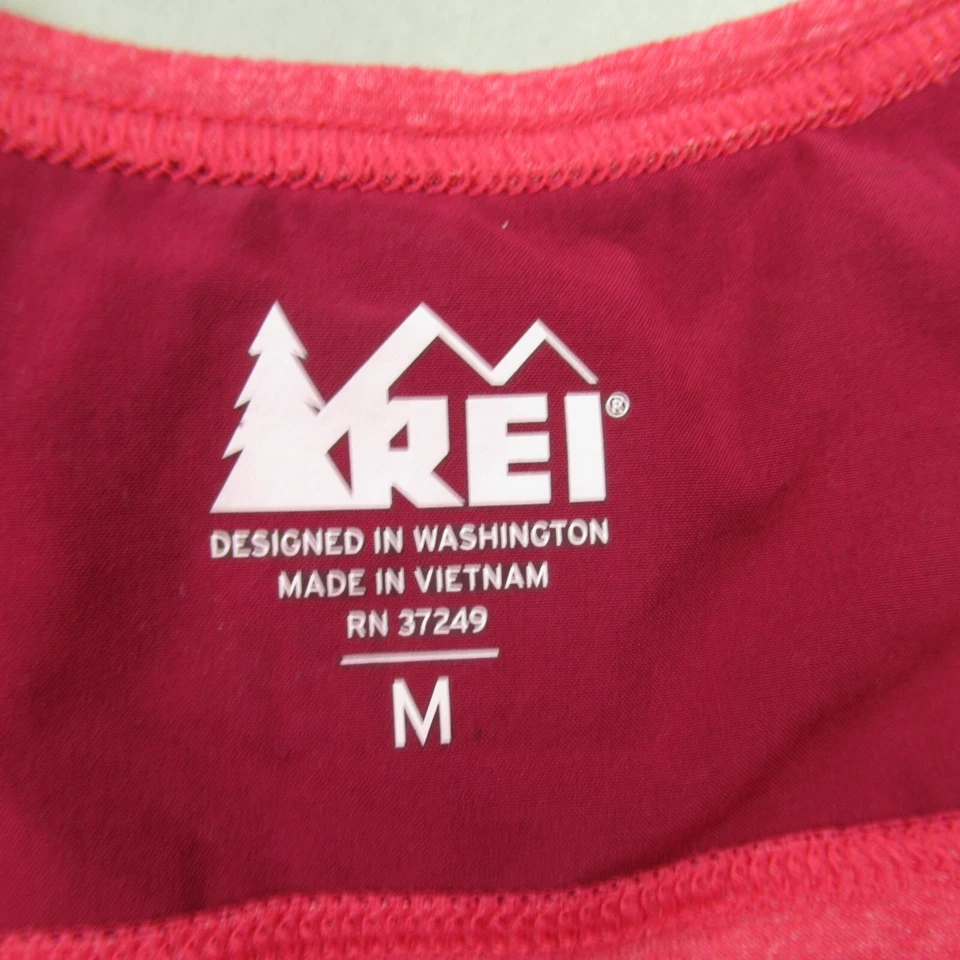 REI®
DESIGNED IN WASHINGTON
MADE IN VIETNAM
RN 37249
M